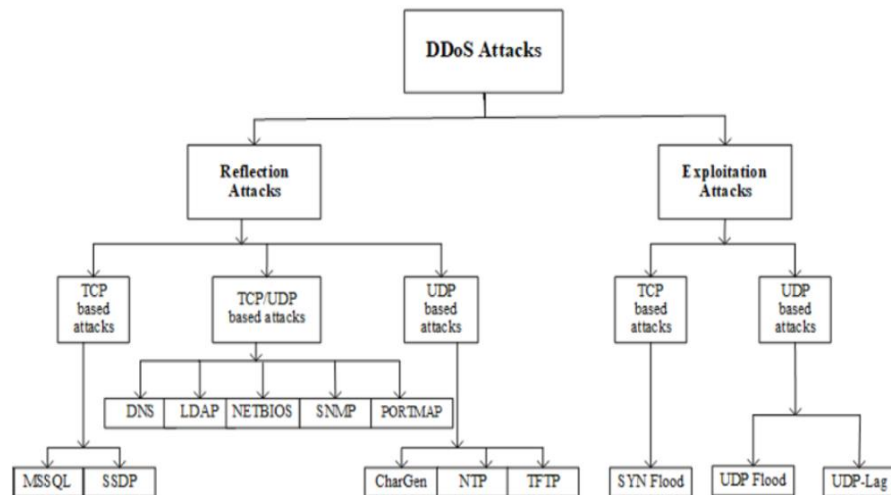 DDoS Attacks
Reflection
Attacks
Exploitation
Attacks
TCP
based
attacks
TCP/UDP
based attacks
UDP
based
attacks
TCP
based
attacks
UDP
based
attacks
DNS
LDAP
NETBIOS
SNMP
PORTMAP
MSSQL
SSDP
CharGen
NTP
TFTP
SYN Flood
UDP Flood
UDP-Lag